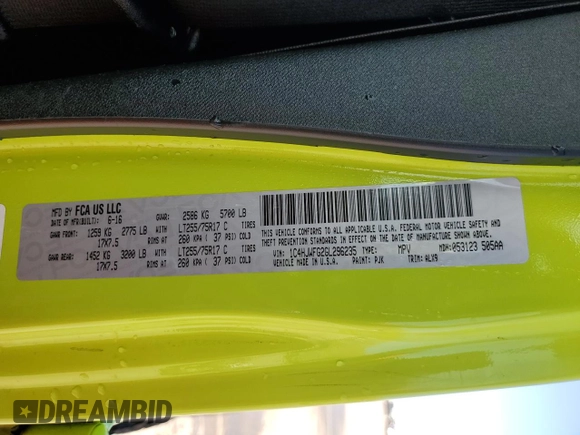 MFD BY FCA US LLC
DATE OF MFR(BUILT): 6-16
GVWR: 2586 KG 5700 LB
GAWR FRONT: 1259 KG 2775 LB WITH LT255/75R17 C TIRES
17X7.5 RIMS AT 260 KPA ( 37 PSI) COLD
GAWR REAR: 1452 KG 3200 LB WITH LT255/75R17 C TIRES
17X7.5 RIMS AT 260 KPA ( 37 PSI) COLD
THIS VEHICLE CONFORMS TO ALL APPLICABLE U.S.A. FEDERAL MOTOR VEHICLE SAFETY AND
THEFT PREVENTION STANDARDS IN EFFECT ON THE DATE OF MANUFACTURE SHOWN ABOVE.
VIN: 1C4HJWFG2GL296235 TYPE: MPV MDH: 053123 505AA
VEHICLE MADE IN U.S.A. PAINT: PJK TRIM: ALX9
DREAMBID